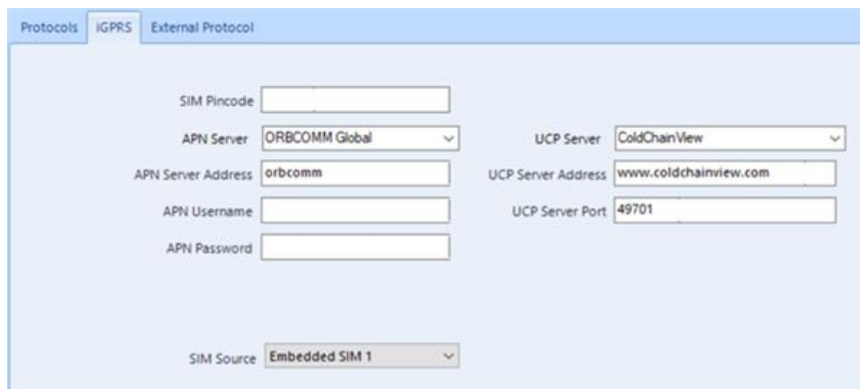 Protocols iGPRS External Protocol
SIM Pincode
APN Server ORBCOMM Global UCP Server ColdChainView
APN Server Address orbcomm UCP Server Address www.coldchainview.com
APN Username UCP Server Port 49701
APN Password
SIM Source Embedded SIM 1